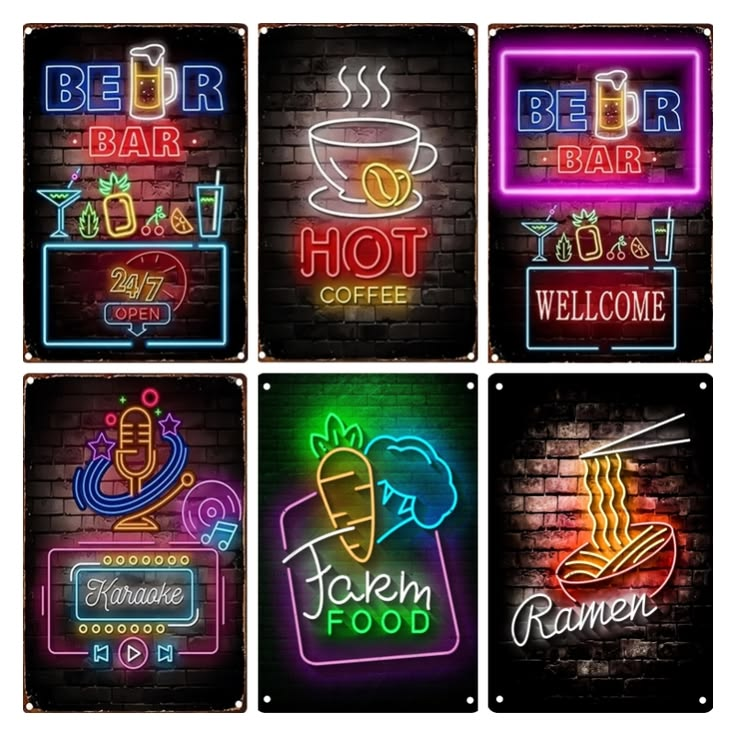 BEER
BAR
24/7
OPEN
HOT
COFFEE
BEER
BAR
WELLCOME
Karaoke
Farm
FOOD
Ramen